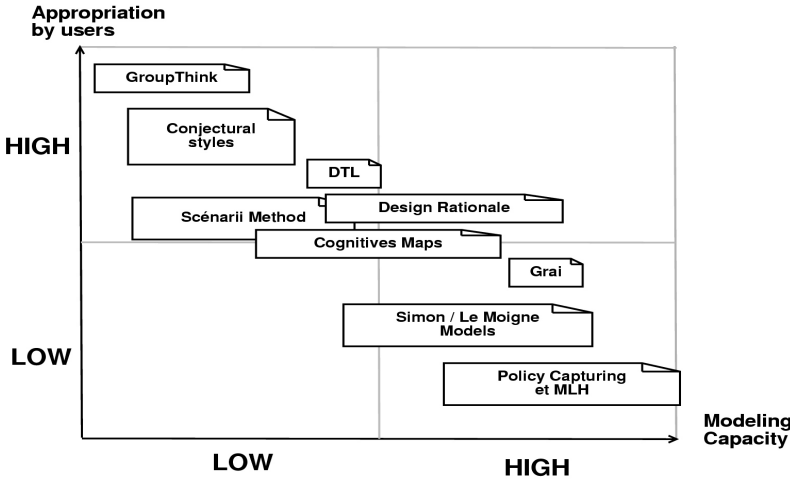 Appropriation
by users
GroupThink
Conjectural
styles
HIGH
DTL
Design Rationale
Scénarii Method
Cognitives Maps
Grai
Simon / Le Moigne
Models
LOW
Policy Capturing
et MLH
Modeling
Capacity
LOW
HIGH